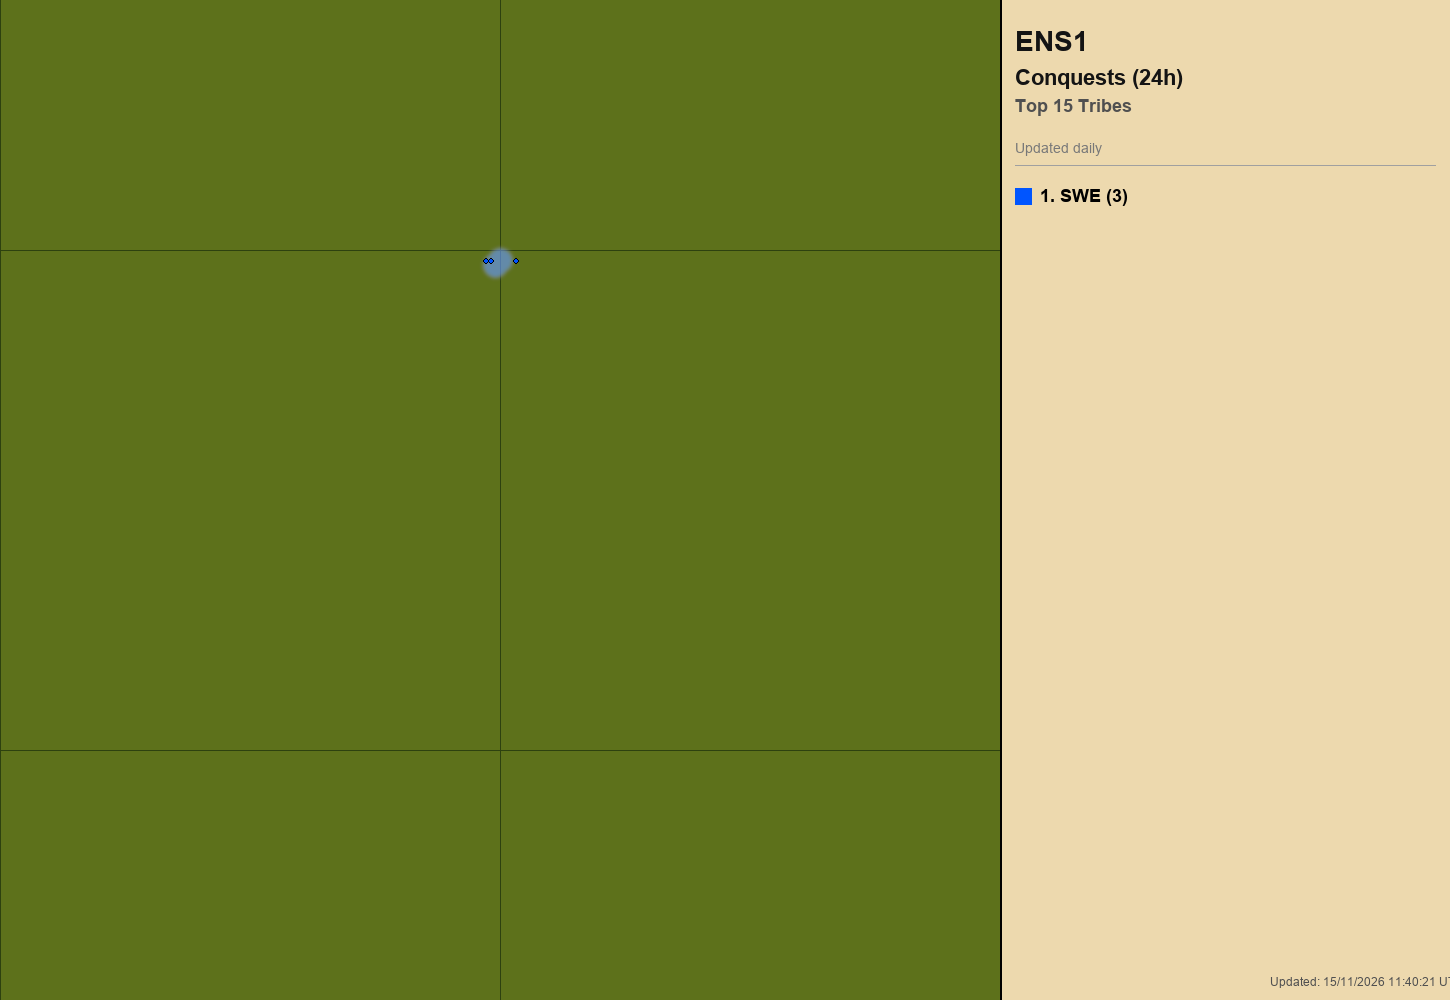 ENS1
Conquests (24h)
Top 15 Tribes
Updated daily
1. SWE (3)
Updated: 15/11/2026 11:40:21 U